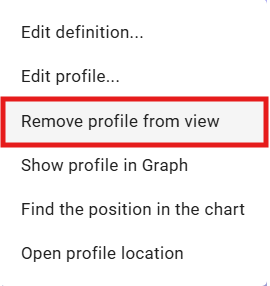 Edit definition...
Edit profile...
Remove profile from view
Show profile in Graph
Find the position in the chart
Open profile location